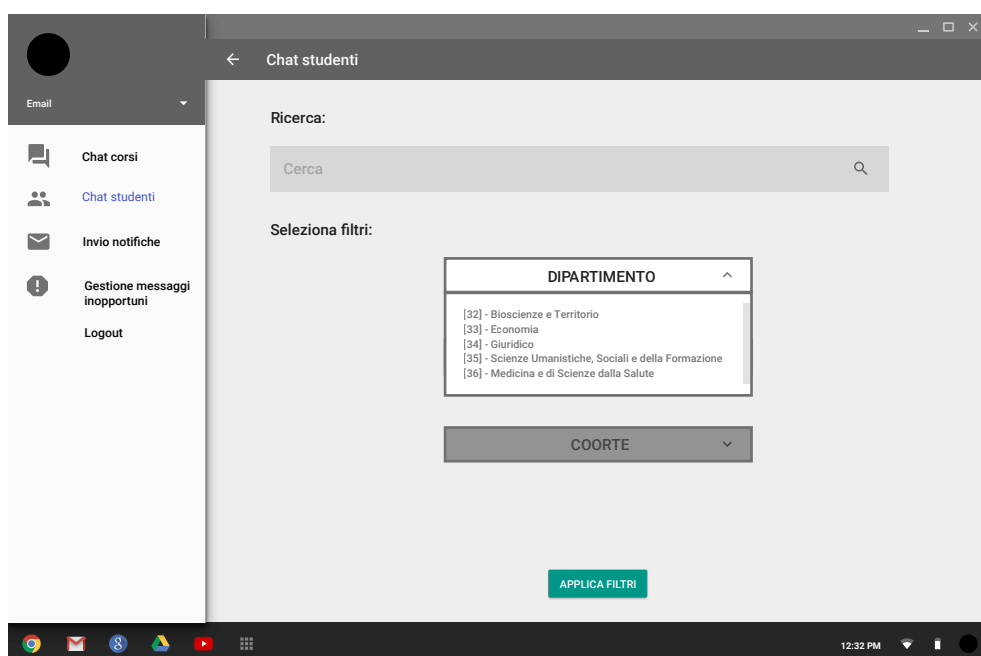 Chat studenti
Email
Chat corsi
Chat studenti
Invio notifiche
Gestione messaggi
inopportuni
Logout
Ricerca:
Cerca
Seleziona filtri:
DIPARTIMENTO
[32] - Bioscienze e Territorio
[33] - Economia
[34] - Giuridico
[35] - Scienze Umanistiche, Sociali e della Formazione
[36] - Medicina e di Scienze dalla Salute
COORTE
APPLICA FILTRI
12:32 PM